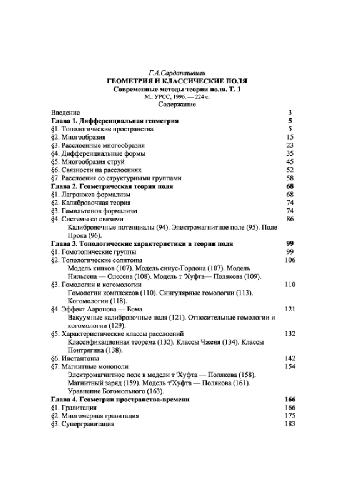 Г.А.Сарданашвили
ГЕОМЕТРИЯ И КЛАССИЧЕСКИЕ ПОЛЯ
Современные методы теории поля. Т. 1
М.: УРСС, 1996. — 224 с.
Содержание
Введение 3
Глава 1. Дифференциальная геометрия 5
§1. Топологические пространства 5
§2. Многообразия 15
§3. Расслоенные многообразия 23
§4. Дифференциальные формы 35
§5. Многообразия струй 45
§6. Связности на расслоениях 52
§7. Расслоения со структурными группами 58
Глава 2. Геометрическая теория поля 68
§1. Лагранжев формализм 68
§2. Калибровочная теория 74
§3. Гамильтонов формализм 74
§4. Системы со связями 86
Калибровочные потенциалы (94). Электромагнитное поле (95). Поле
Прока (96).
Глава 3. Топологические характеристики в теории поля 99
§1. Гомотопические группы 99
§2. Топологические солитоны 106
Модель кинков (107). Модель синус-Гордона (107). Модель
Нильсена — Олесена (108). Модель т'Хуфта — Полякова (109).
§3. Гомологии и когомологии 110
Гомологии комплексов (110). Сингулярные гомологии (113).
Когомологии (118).
§4. Эффект Ааронова — Бома 121
Вакуумные калибровочные поля (121). Относительные гомологии и
когомологии (129).
§5. Характеристические классы расслоений 132
Классификационная теорема (132). Классы Чженя (134). Классы
Понтрягина (138).
§6. Инстантоны 142
§7. Магнитные монополи 154
Электромагнитное поле в модели т'Хуфта — Полякова (158).
Магнитный заряд (159). Модель т'Хуфта — Полякова (161).
Уравнения Богомольного (163).
Глава 4. Геометрия пространства-времени 166
§1. Гравитация 166
§2. Многомерная гравитация 175
§3. Супергравитация 183